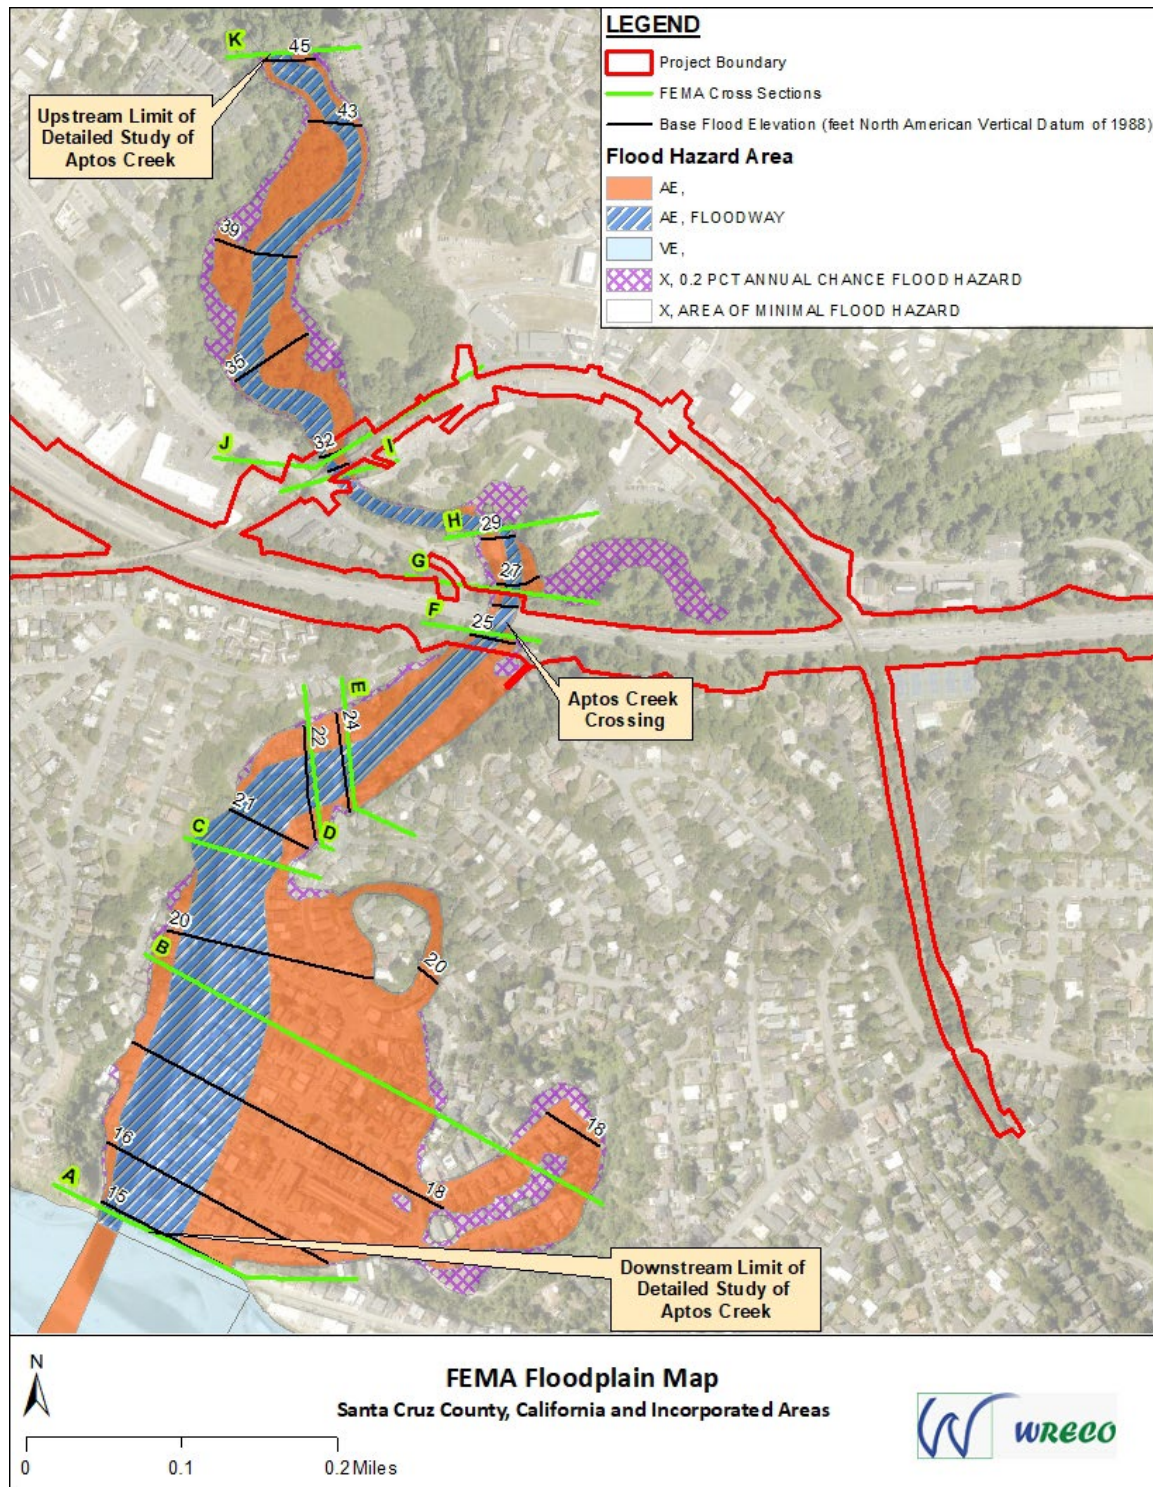 LEGEND
Project Boundary
FEMA Cross Sections
Base Flood Elevation (feet North American Vertical Datum of 1988)
Flood Hazard Area
AE,
AE, FLOODWAY
VE,
X, 0.2 PCT ANNUAL CHANCE FLOOD HAZARD
X, AREA OF MINIMAL FLOOD HAZARD
K
45
Upstream Limit of
Detailed Study of
Aptos Creek
43
39
35
32
J
I
H
29
G
27
F
25
Aptos Creek
Crossing
E
24
22
D
21
C
20
B
20
18
18
16
A
15
Downstream Limit of
Detailed Study of
Aptos Creek
N
0
0.1
0.2 Miles
FEMA Floodplain Map
Santa Cruz County, California and Incorporated Areas
W WRECO